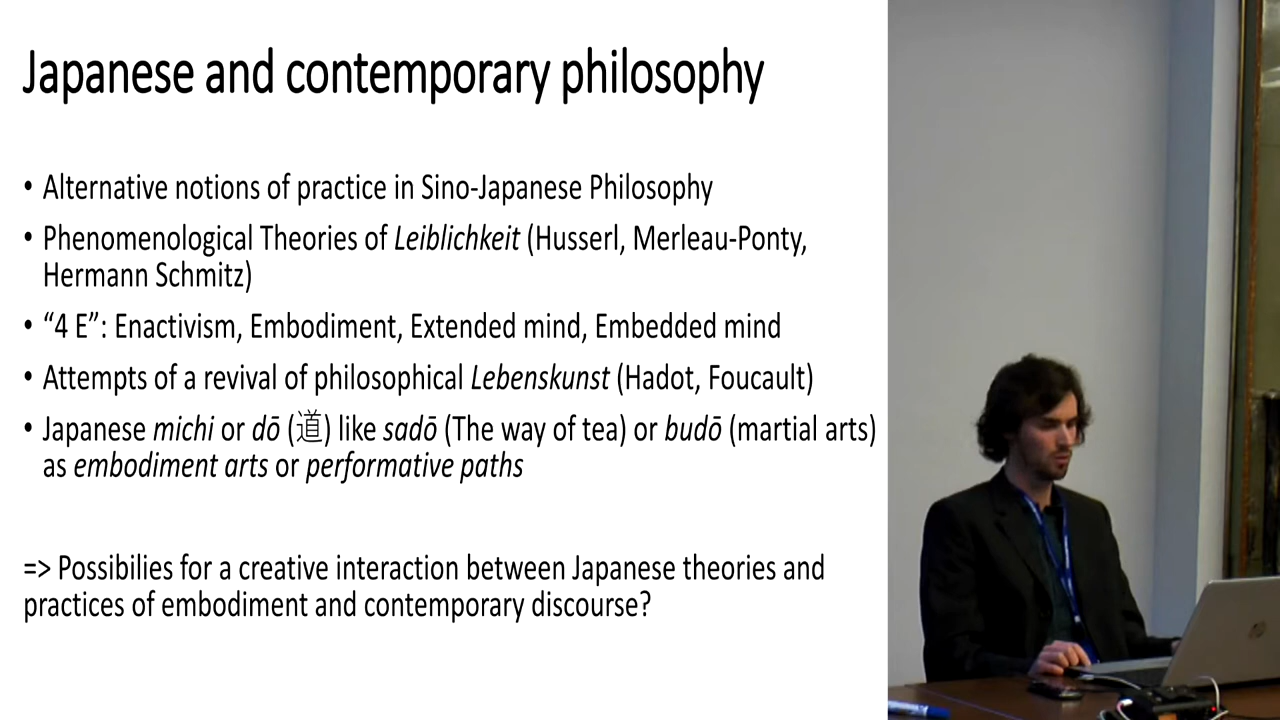 Japanese and contemporary philosophy
• Alternative notions of practice in Sino-Japanese Philosophy
• Phenomenological Theories of Leiblichkeit (Husserl, Merleau-Ponty,
Hermann Schmitz)
• “4 E”: Enactivism, Embodiment, Extended mind, Embedded mind
• Attempts of a revival of philosophical Lebenskunst (Hadot, Foucault)
• Japanese michi or dō (道) like sadō (The way of tea) or budō (martial arts)
as embodiment arts or performative paths
=> Possibilies for a creative interaction between Japanese theories and
practices of embodiment and contemporary discourse?
hp